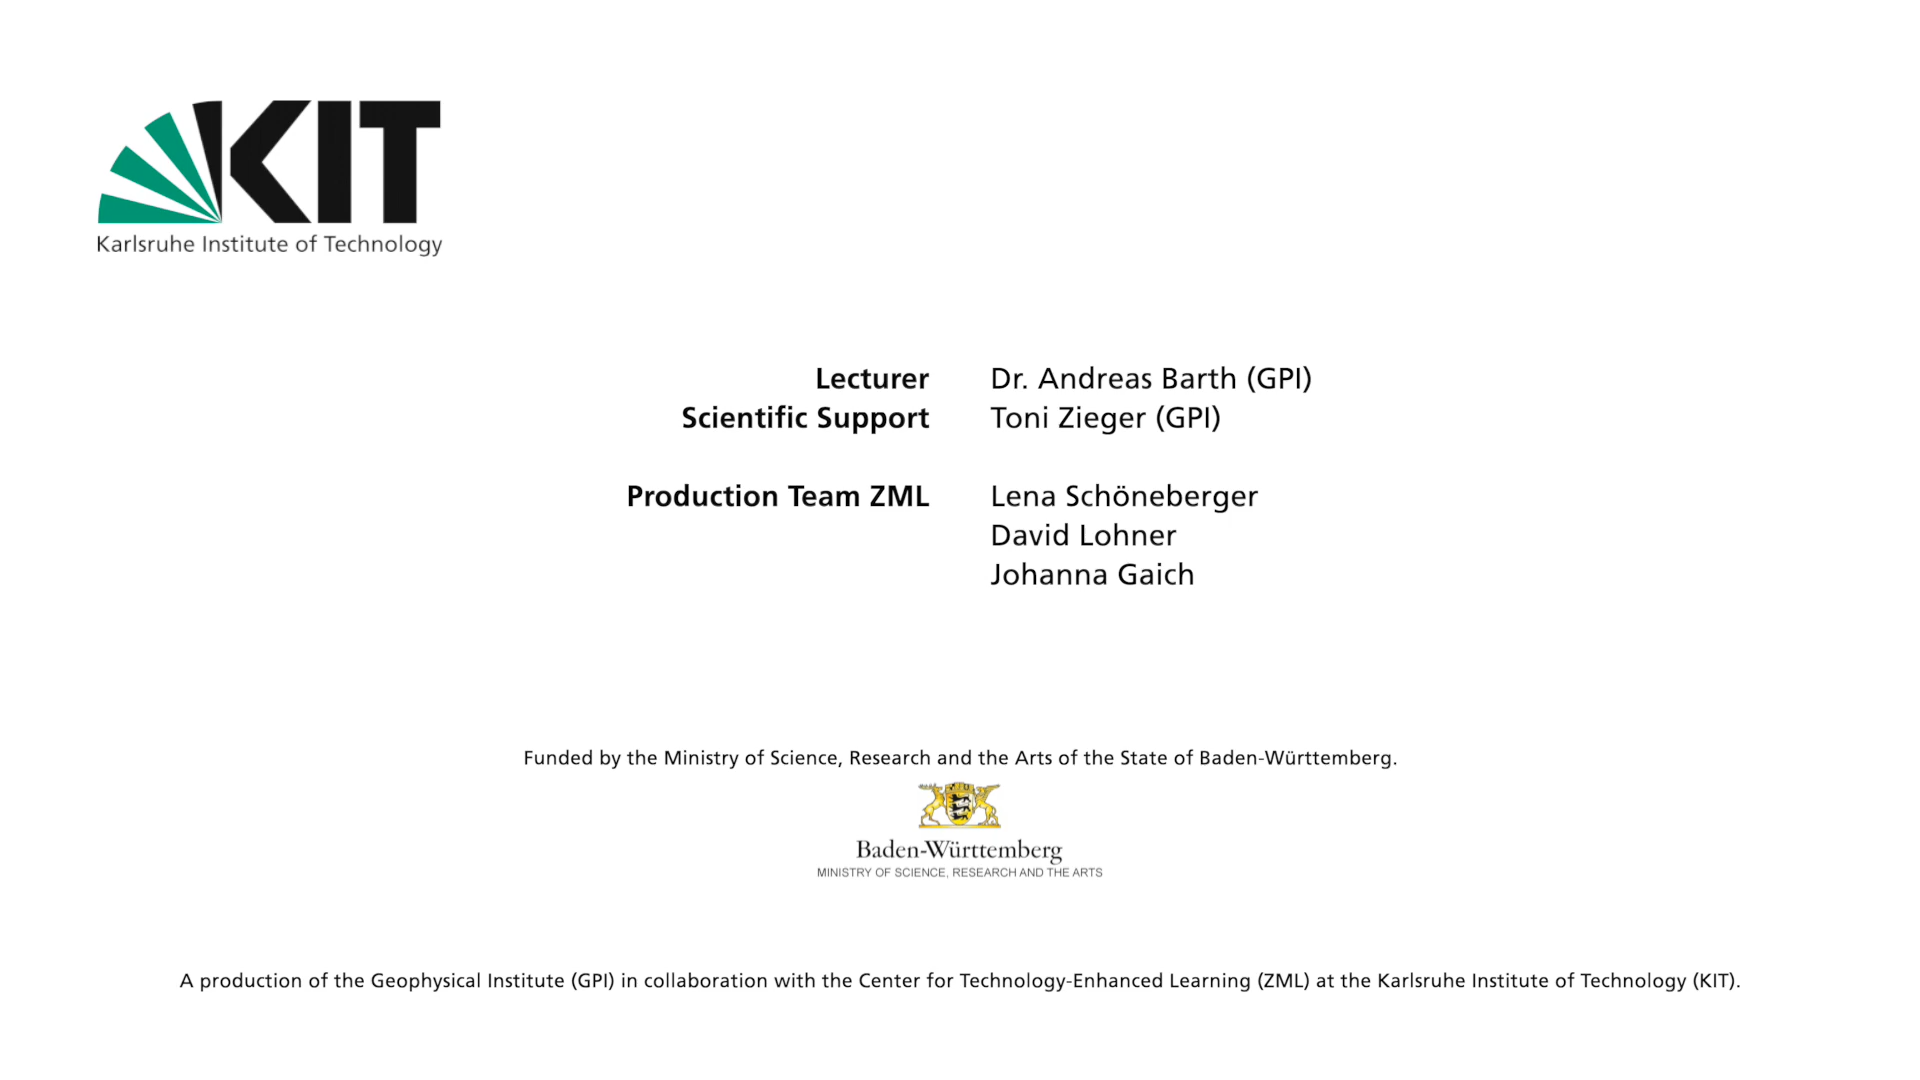 KIT
Karlsruhe Institute of Technology
Lecturer Dr. Andreas Barth (GPI)
Scientific Support Toni Zieger (GPI)
Production Team ZML Lena Schöneberger
David Lohner
Johanna Gaich
Funded by the Ministry of Science, Research and the Arts of the State of Baden-Württemberg.
Baden-Württemberg
MINISTRY OF SCIENCE, RESEARCH AND THE ARTS
A production of the Geophysical Institute (GPI) in collaboration with the Center for Technology-Enhanced Learning (ZML) at the Karlsruhe Institute of Technology (KIT).